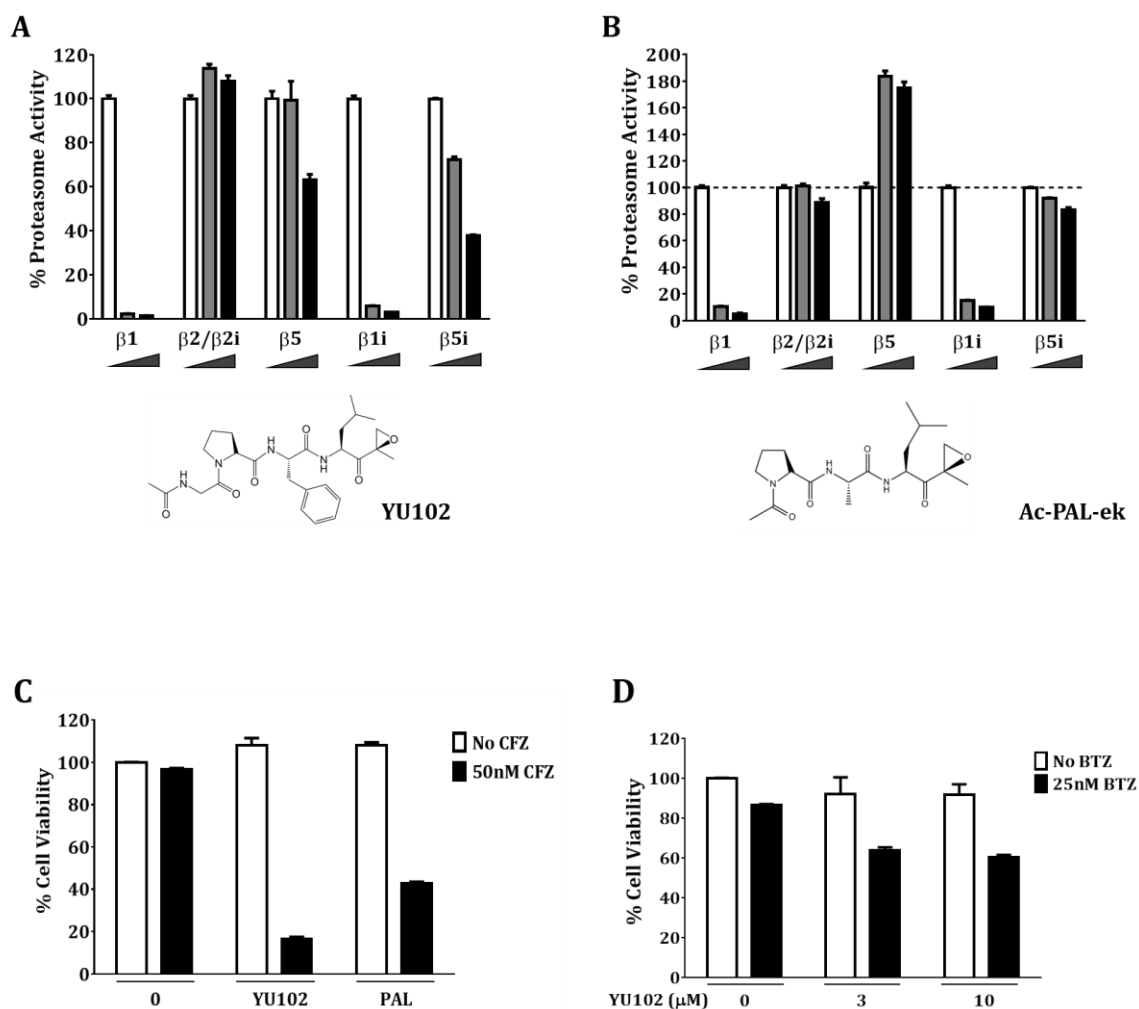 A
% Proteasome Activity
120
100
80
60
40
20
0
β1 β2/β2i β5 β1i β5i
O
N
H
N
O
O
H
N
O
N
H
O
O
YU102
B
% Proteasome Activity
200
180
160
140
120
100
80
60
40
20
0
β1 β2/β2i β5 β1i β5i
N
O
O
H
N
O
N
H
O
O
Ac-PAL-ek
C
% Cell Viability
120
100
80
60
40
20
0
No CFZ
50nM CFZ
0 YU102 PAL
D
% Cell Viability
120
100
80
60
40
20
0
No BTZ
25nM BTZ
YU102 (μM) 0 3 10